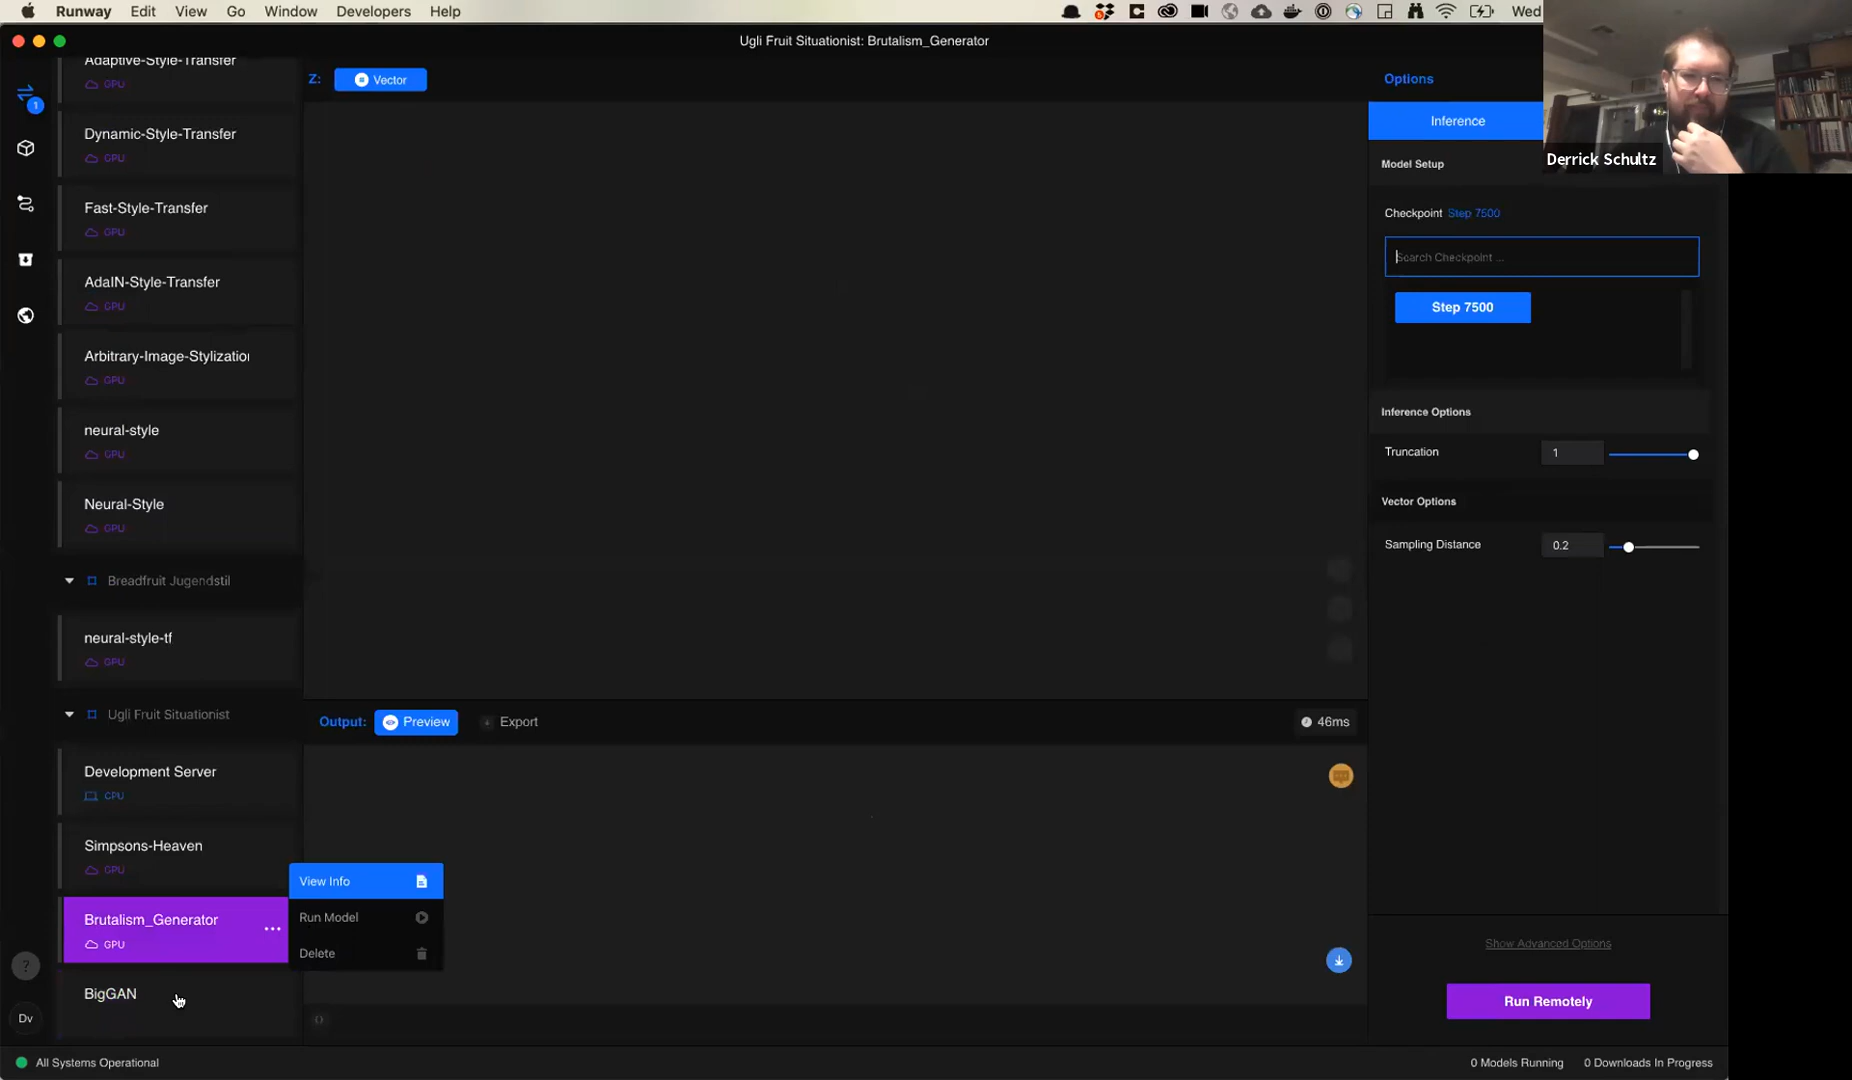 Runway File Edit View Go Window Developers Help Wed
Ugli Fruit Situationist: Brutalism_Generator
1
Adaptive-Style-Transfer
GPU
Dynamic-Style-Transfer
GPU
Fast-Style-Transfer
GPU
AdaIN-Style-Transfer
GPU
Arbitrary-Image-Stylization
GPU
neural-style
GPU
Neural-Style
GPU
Breadfruit Jugendstil
neural-style-tf
GPU
Ugli Fruit Situationist
Development Server
CPU
Simpsons-Heaven
GPU
Brutalism_Generator ...
GPU
BigGAN
View Info
Run Model
Delete
?
Dv
Z: Vector
Output: Preview Export 46ms
{}
Options
Inference
Derrick Schultz
Model Setup
Checkpoint Step 7500
Search Checkpoint ...
Step 7500
Inference Options
Truncation 1
Vector Options
Sampling Distance 0.2
Show Advanced Options
Run Remotely
All Systems Operational 0 Models Running 0 Downloads In Progress